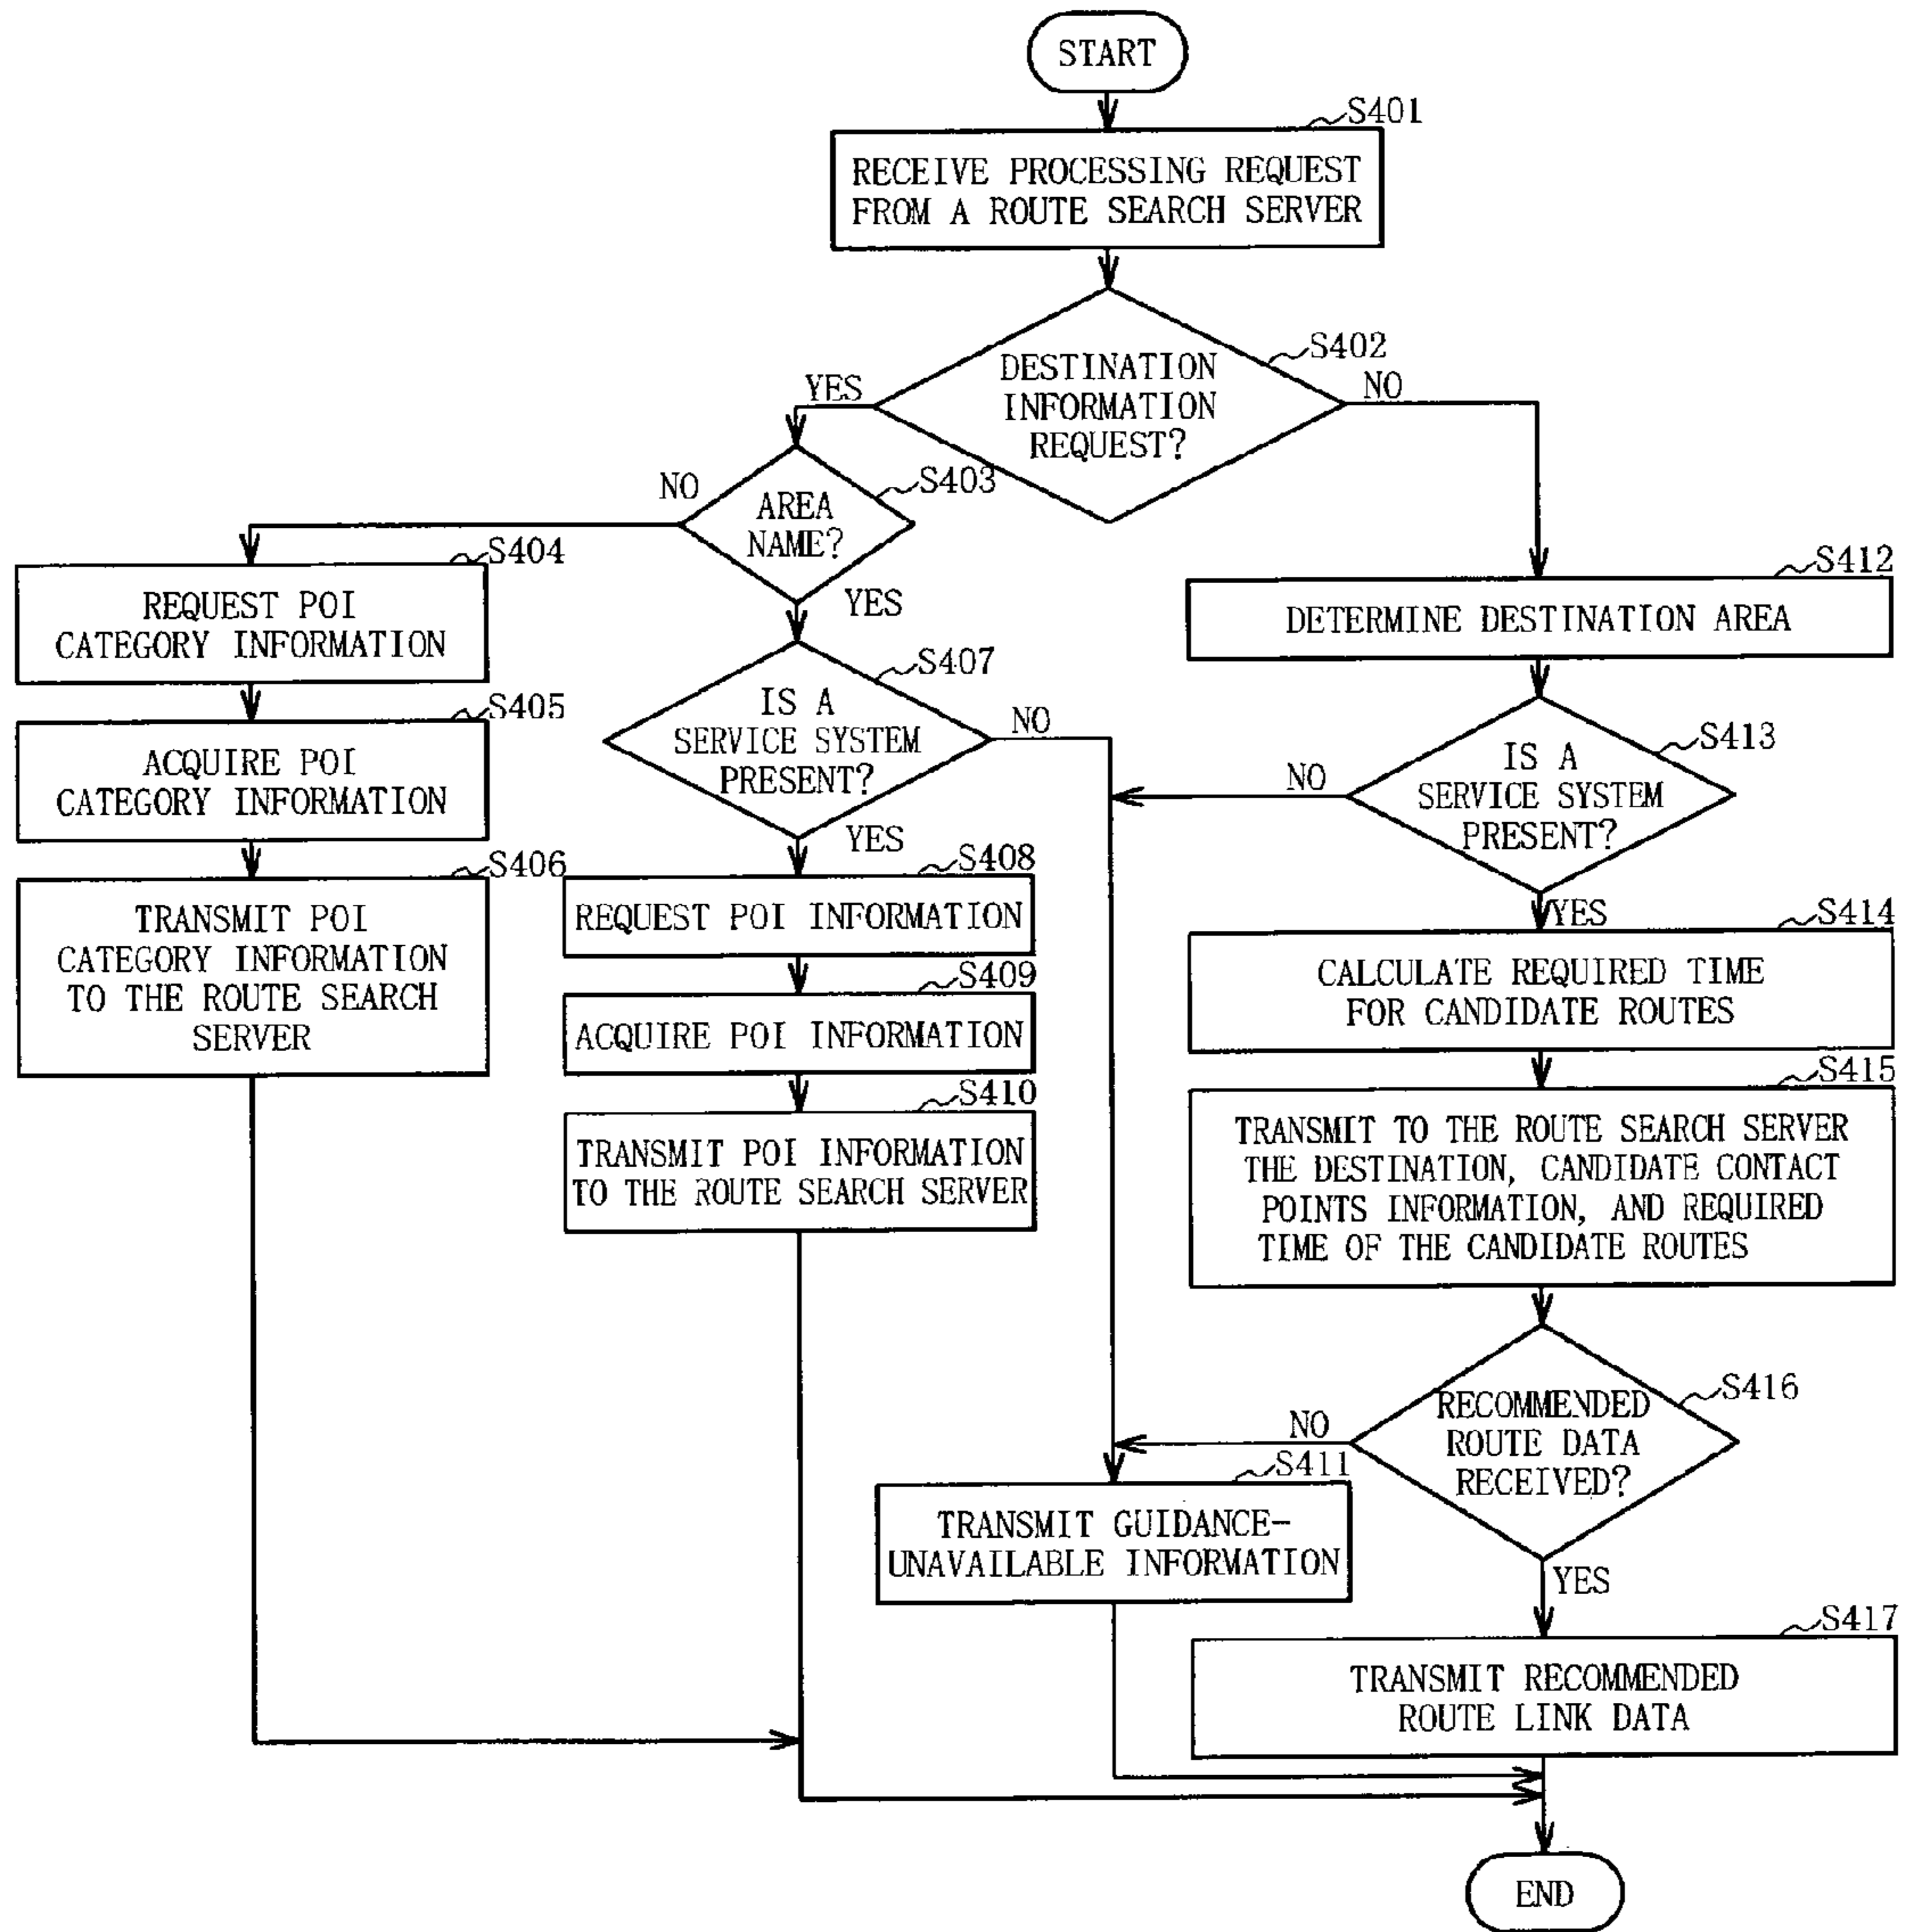 START
S401
RECEIVE PROCESSING REQUEST
FROM A ROUTE SEARCH SERVER
S402
DESTINATION
INFORMATION
REQUEST?
YES
NO
S403
AREA
NAME?
NO
YES
S404
REQUEST POI
CATEGORY INFORMATION
S405
ACQUIRE POI
CATEGORY INFORMATION
S406
TRANSMIT POI
CATEGORY INFORMATION
TO THE ROUTE SEARCH
SERVER
S407
IS A
SERVICE SYSTEM
PRESENT?
NO
YES
S408
REQUEST POI INFORMATION
S409
ACQUIRE POI INFORMATION
S410
TRANSMIT POI INFORMATION
TO THE ROUTE SEARCH SERVER
S412
DETERMINE DESTINATION AREA
S413
IS A
SERVICE SYSTEM
PRESENT?
NO
YES
S414
CALCULATE REQUIRED TIME
FOR CANDIDATE ROUTES
S415
TRANSMIT TO THE ROUTE SEARCH SERVER
THE DESTINATION, CANDIDATE CONTACT
POINTS INFORMATION, AND REQUIRED
TIME OF THE CANDIDATE ROUTES
S416
RECOMMENDED
ROUTE DATA
RECEIVED?
NO
YES
S411
TRANSMIT GUIDANCE-
UNAVAILABLE INFORMATION
S417
TRANSMIT RECOMMENDED
ROUTE LINK DATA
END